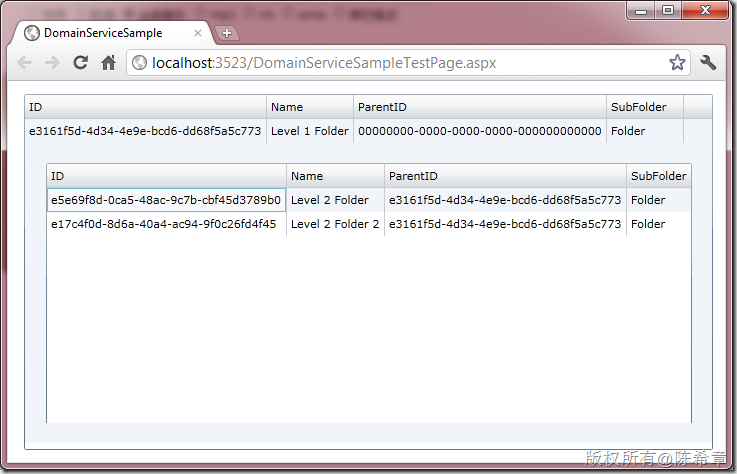 DomainServiceSample
localhost:3523/DomainServiceSampleTestPage.aspx
ID Name ParentID SubFolder
e3161f5d-4d34-4e9e-bcd6-dd68f5a5c773 Level 1 Folder 00000000-0000-0000-0000-000000000000 Folder
ID Name ParentID SubFolder
e5e69f8d-0ca5-48ac-9c7b-cbf45d3789b0 Level 2 Folder e3161f5d-4d34-4e9e-bcd6-dd68f5a5c773 Folder
e17c4f0d-8d6a-40a4-ac94-9f0c26fd4f45 Level 2 Folder 2 e3161f5d-4d34-4e9e-bcd6-dd68f5a5c773 Folder
版权所有@陈希章